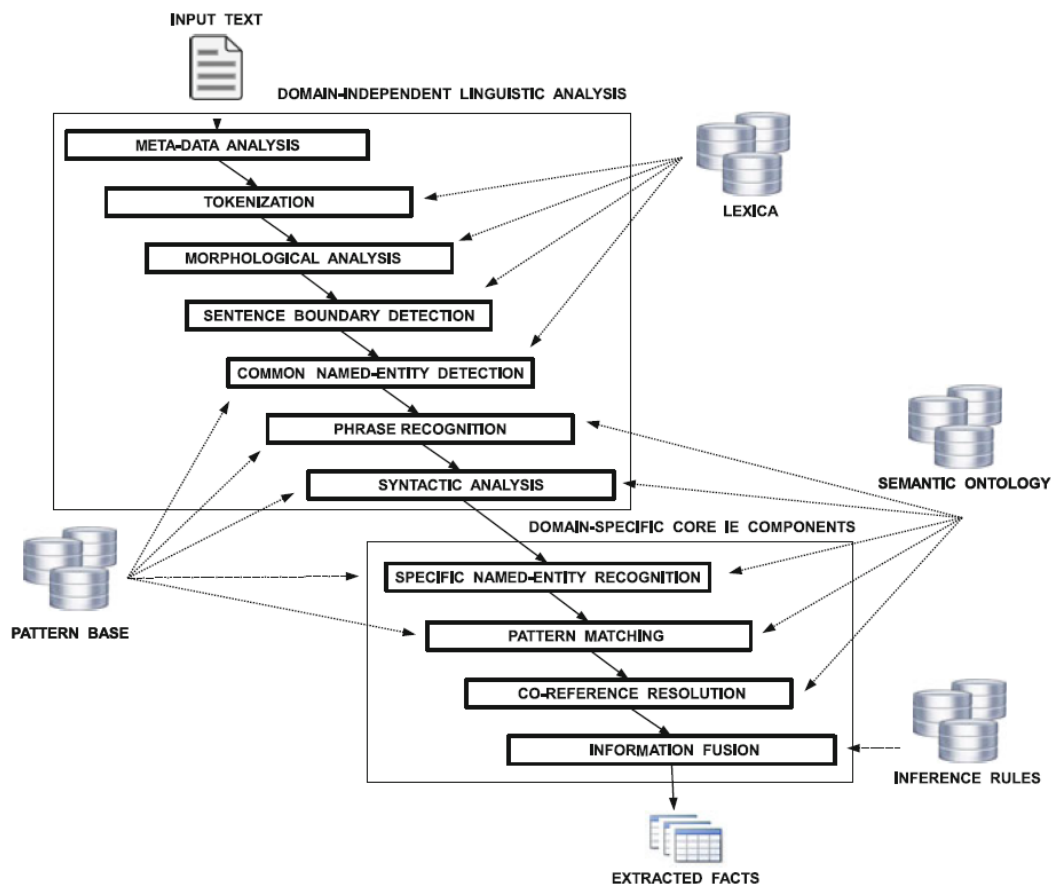 INPUT TEXT
DOMAIN-INDEPENDENT LINGUISTIC ANALYSIS
META-DATA ANALYSIS
TOKENIZATION
LEXICA
MORPHOLOGICAL ANALYSIS
SENTENCE BOUNDARY DETECTION
COMMON NAMED-ENTITY DETECTION
PHRASE RECOGNITION
SYNTACTIC ANALYSIS
SEMANTIC ONTOLOGY
DOMAIN-SPECIFIC CORE IE COMPONENTS
SPECIFIC NAMED-ENTITY RECOGNITION
PATTERN BASE
PATTERN MATCHING
CO-REFERENCE RESOLUTION
INFORMATION FUSION
INFERENCE RULES
EXTRACTED FACTS